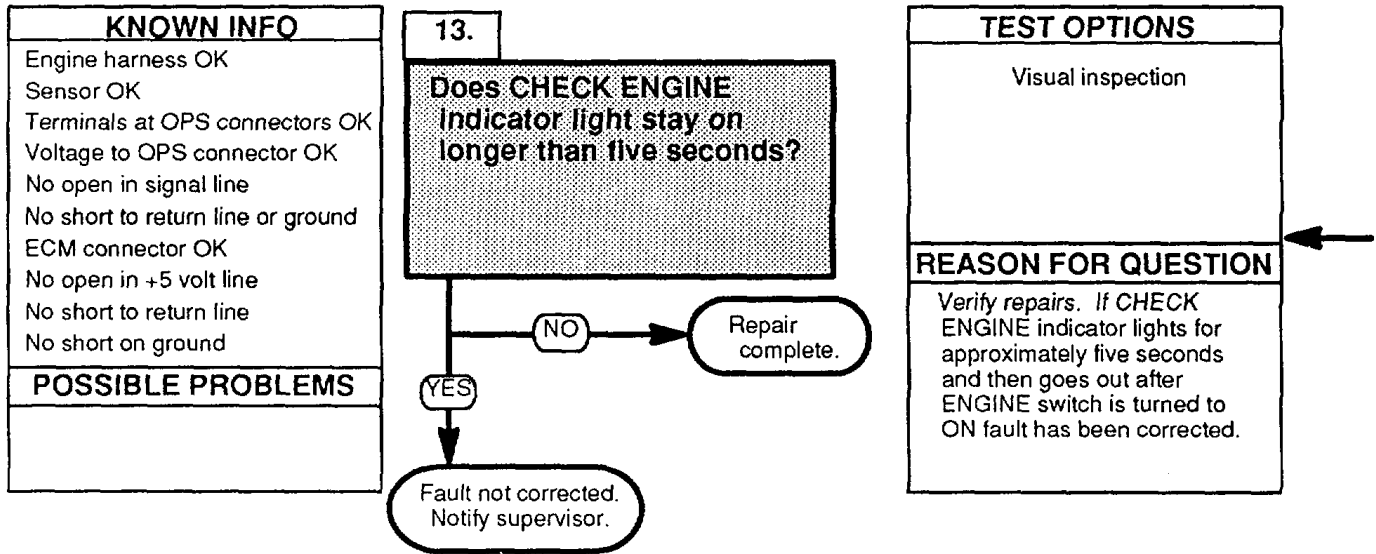 KNOWN INFO
Engine harness OK
Sensor OK
Terminals at OPS connectors OK
Voltage to OPS connector OK
No open in signal line
No short to return line or ground
ECM connector OK
No open in +5 volt line
No short to return line
No short on ground
POSSIBLE PROBLEMS
13.
Does CHECK ENGINE
indicator light stay on
longer than five seconds?
NO
Repair
complete.
YES
Fault not corrected.
Notify supervisor.
TEST OPTIONS
Visual inspection
REASON FOR QUESTION
Verify repairs. If CHECK
ENGINE indicator lights for
approximately five seconds
and then goes out after
ENGINE switch is turned to
ON fault has been corrected.